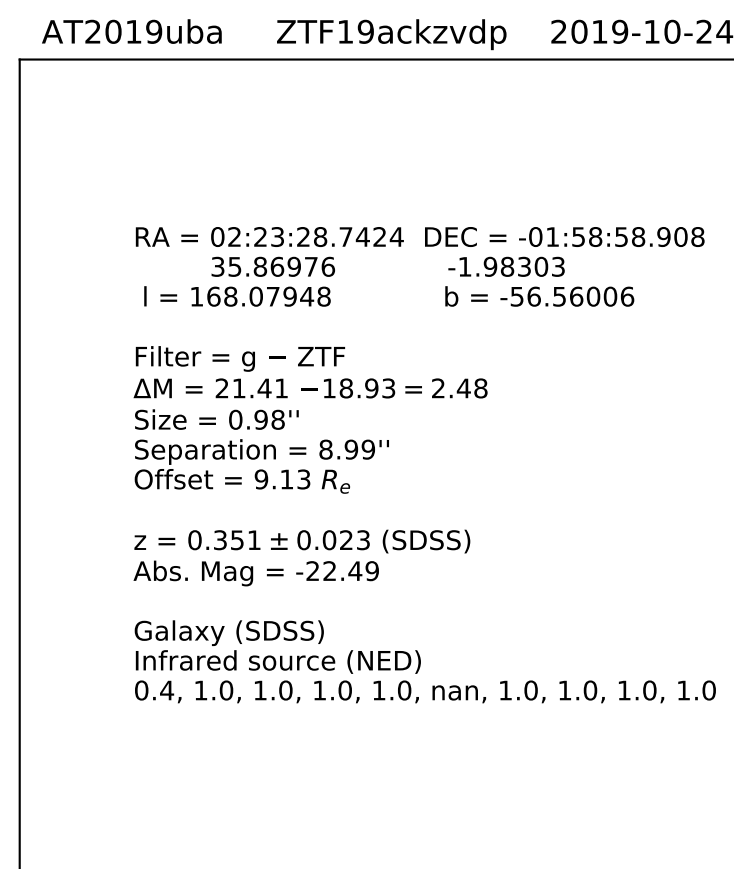 AT2019uba ZTF19ackzvdp 2019-10-24
RA = 02:23:28.7424 DEC = -01:58:58.908
35.86976 -1.98303
l = 168.07948 b = -56.56006
Filter = g − ZTF
ΔM = 21.41 −18.93 = 2.48
Size = 0.98''
Separation = 8.99''
Offset = 9.13 Rₑ
z = 0.351 ± 0.023 (SDSS)
Abs. Mag = -22.49
Galaxy (SDSS)
Infrared source (NED)
0.4, 1.0, 1.0, 1.0, 1.0, nan, 1.0, 1.0, 1.0, 1.0